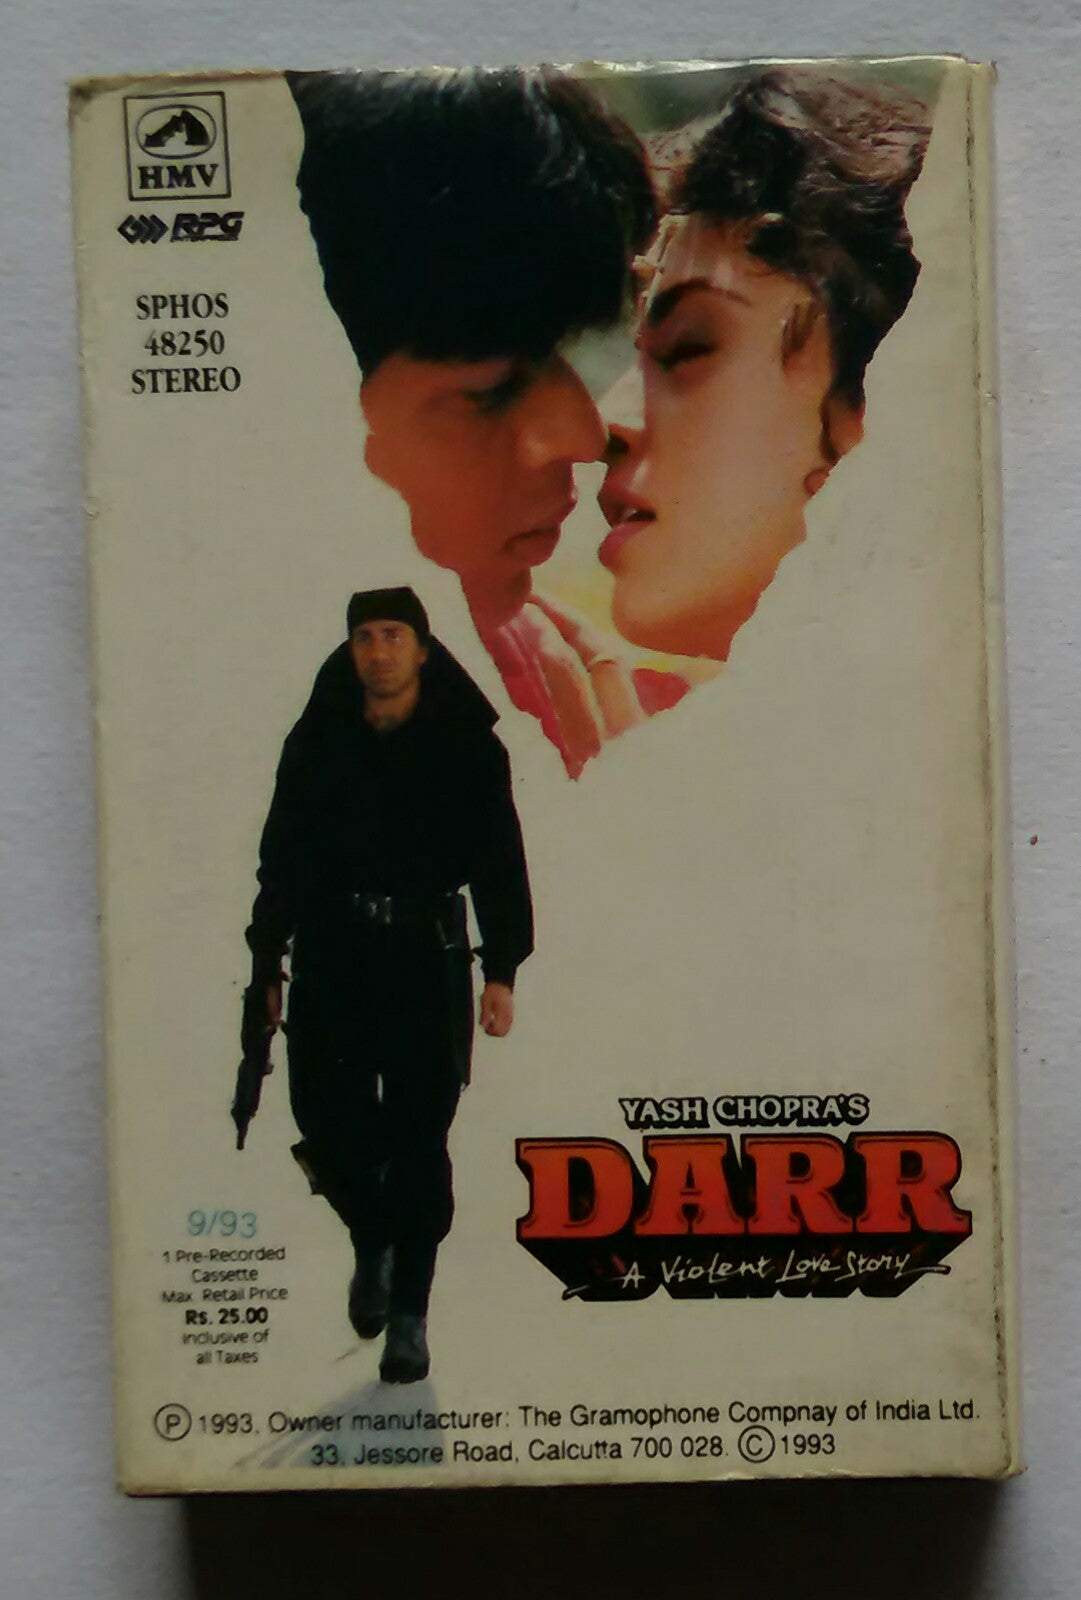 HMV
RPG
SPHOS
48250
STEREO
YASH CHOPRA'S
DARR
A Violent Love Story
9/93
1 Pre-Recorded
Cassette
Max. Retail Price
Rs. 25.00
inclusive of
all Taxes
Ⓟ 1993. Owner manufacturer: The Gramophone Compnay of India Ltd.
33, Jessore Road, Calcutta 700 028. © 1993